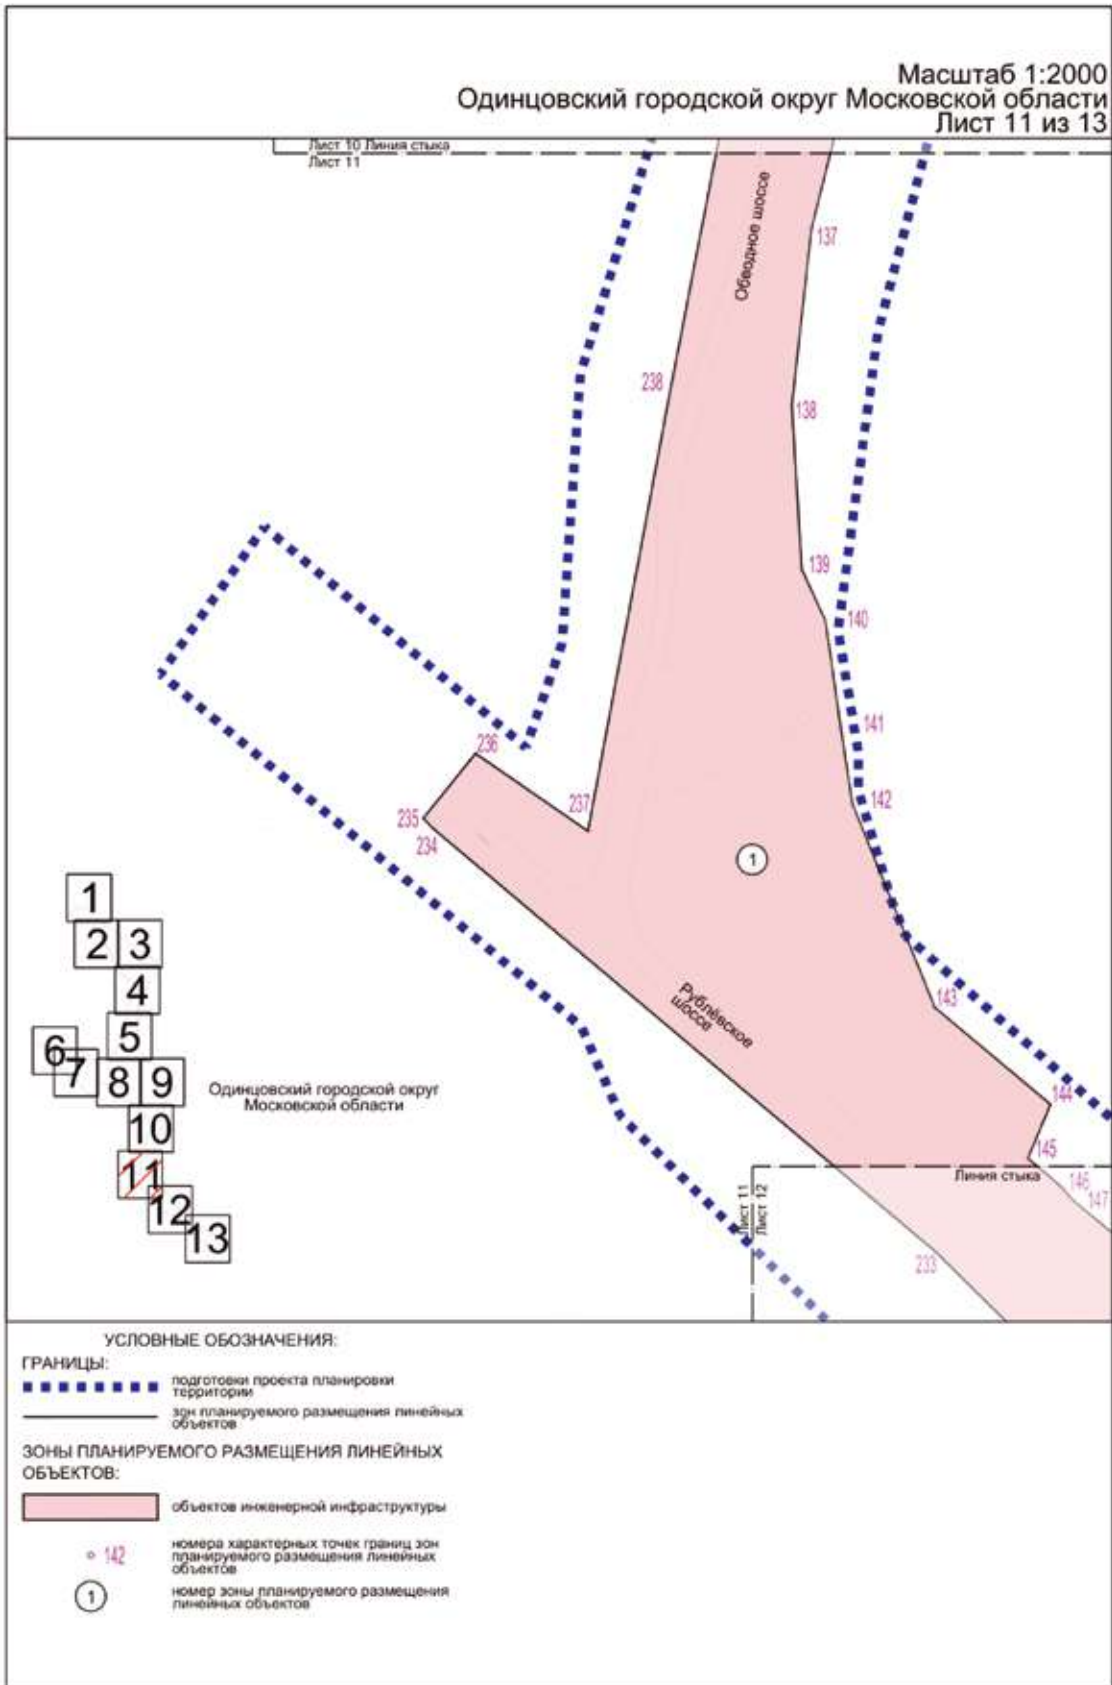 Масштаб 1:2000
Одинцовский городской округ Московской области
Лист 11 из 13
Лист 10 Линия стыка
Лист 11
Обводное шоссе
137
238
138
139
140
141
236
142
237
235
234
1
1
2
3
4
5
6
7
8
9
10
11
12
13
Одинцовский городской округ
Московской области
Рублёвское
шоссе
143
144
145
Линия стыка
146
147
Лист 11
Лист 12
233
УСЛОВНЫЕ ОБОЗНАЧЕНИЯ:
ГРАНИЦЫ:
подготовки проекта планировки
территории
зон планируемого размещения линейных
объектов
ЗОНЫ ПЛАНИРУЕМОГО РАЗМЕЩЕНИЯ ЛИНЕЙНЫХ
ОБЪЕКТОВ:
объектов инженерной инфраструктуры
142
номера характерных точек границ зон
планируемого размещения линейных
объектов
1
номер зоны планируемого размещения
линейных объектов